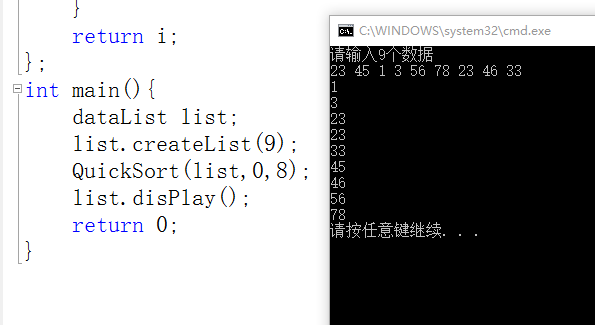 }
return i;
};
int main(){
dataList list;
list.createList(9);
QuickSort(list,0,8);
list.disPlay();
return 0;
}
C:\WINDOWS\system32\cmd.exe
请输入9个数据
23 45 1 3 56 78 23 46 33
1
3
23
23
33
45
46
56
78
请按任意键继续. . .